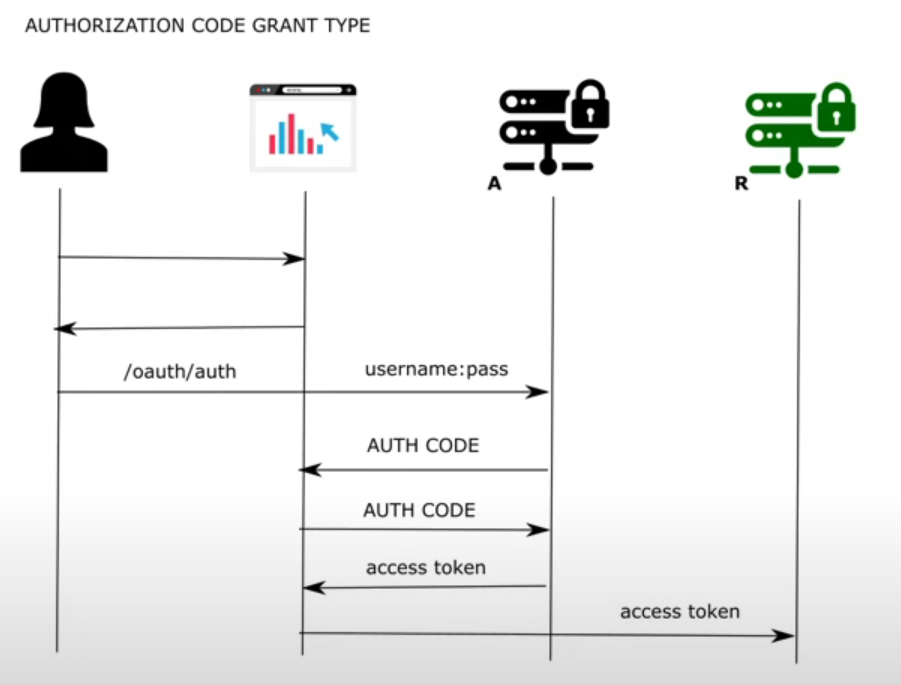 AUTHORIZATION CODE GRANT TYPE
A
R
/oauth/auth
username:pass
AUTH CODE
AUTH CODE
access token
access token